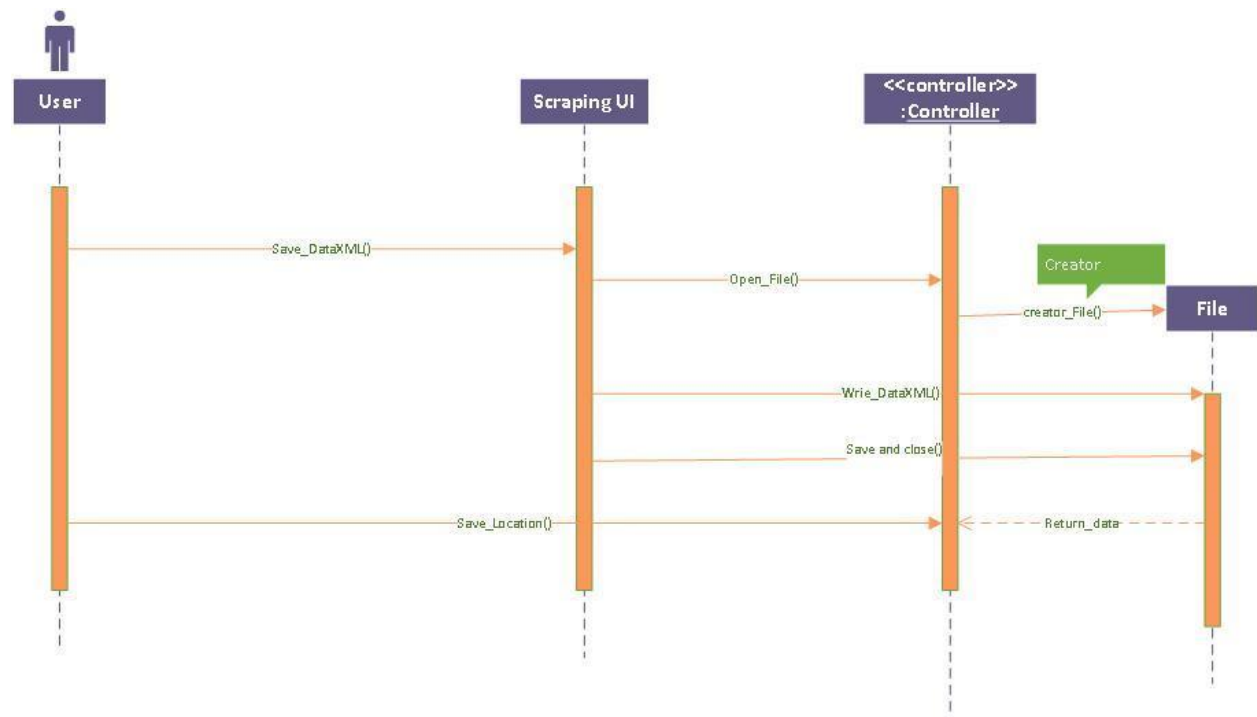 User
Scraping UI
<<controller>>
:Controller
Save_DataXML()
Open_File()
Creator
creator_File()
File
Wrie_DataXML()
Save and close()
Save_Location()
Return_data